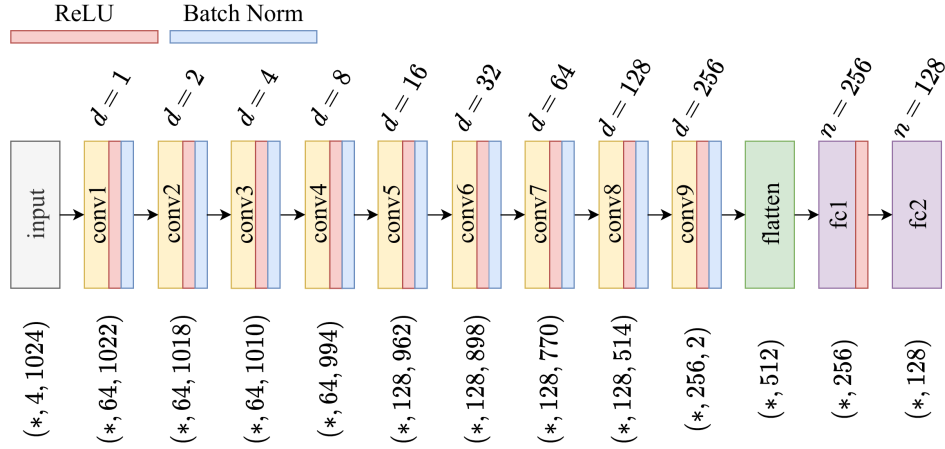 ReLU
Batch Norm
d = 1
d = 2
d = 4
d = 8
d = 16
d = 32
d = 64
d = 128
d = 256
n = 256
n = 128
input
conv1
conv2
conv3
conv4
conv5
conv6
conv7
conv8
conv9
flatten
fc1
fc2
(*, 4, 1024)
(*, 64, 1022)
(*, 64, 1018)
(*, 64, 1010)
(*, 64, 994)
(*, 128, 962)
(*, 128, 898)
(*, 128, 770)
(*, 128, 514)
(*, 256, 2)
(*, 512)
(*, 256)
(*, 128)